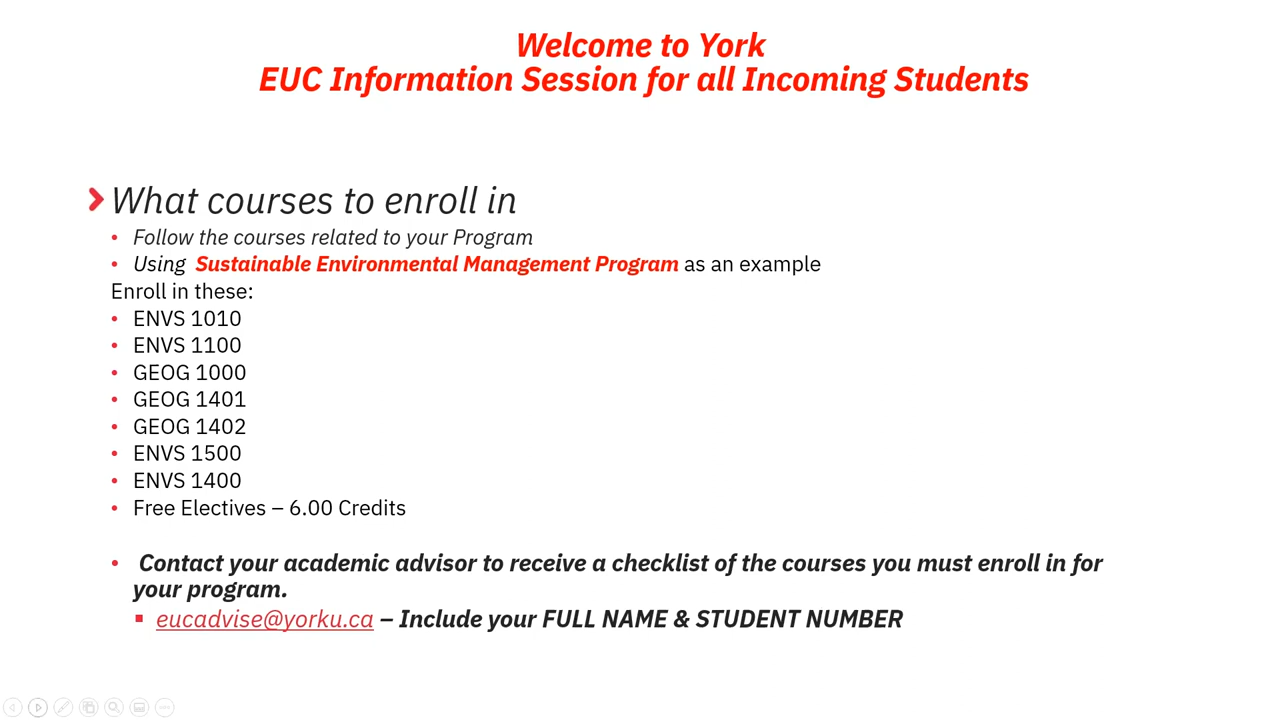 Welcome to York
EUC Information Session for all Incoming Students
What courses to enroll in
• Follow the courses related to your Program
• Using Sustainable Environmental Management Program as an example
Enroll in these:
• ENVS 1010
• ENVS 1100
• GEOG 1000
• GEOG 1401
• GEOG 1402
• ENVS 1500
• ENVS 1400
• Free Electives – 6.00 Credits
• Contact your academic advisor to receive a checklist of the courses you must enroll in for
your program.
▪ eucadvise@yorku.ca – Include your FULL NAME & STUDENT NUMBER